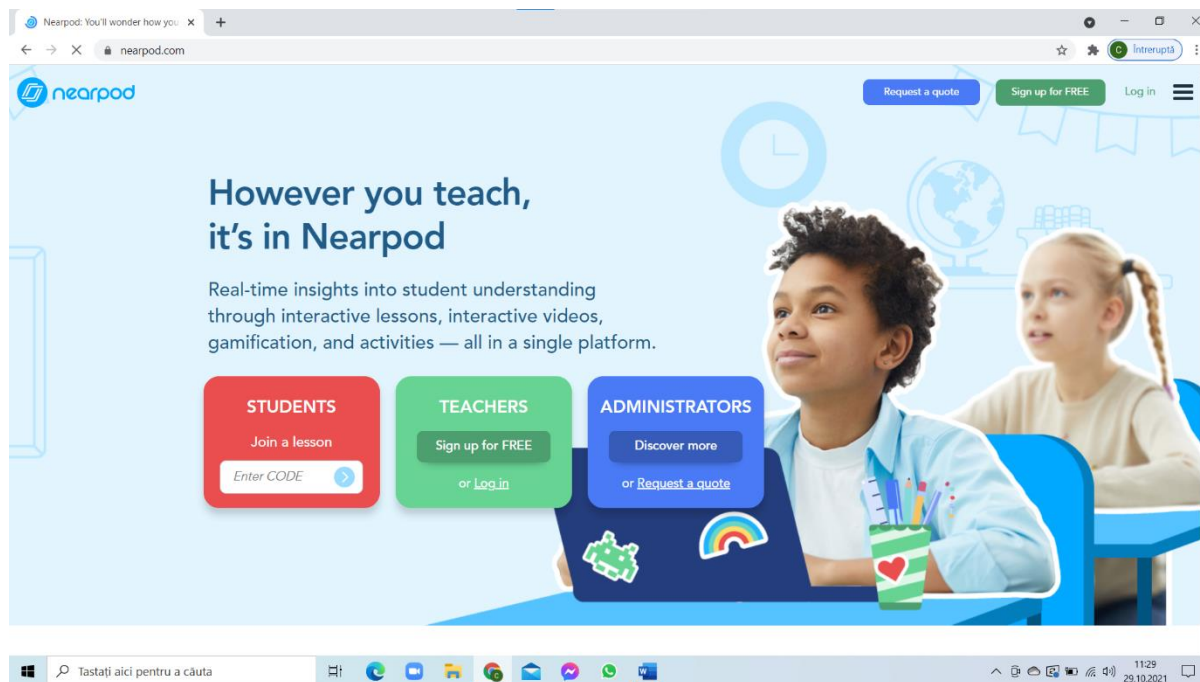 Nearpod: You'll wonder how you
nearpod.com
Întreruptă
nearpod
Request a quote
Sign up for FREE
Log in
However you teach,
it's in Nearpod
Real-time insights into student understanding
through interactive lessons, interactive videos,
gamification, and activities — all in a single platform.
STUDENTS
Join a lesson
Enter CODE
TEACHERS
Sign up for FREE
or Log in
ADMINISTRATORS
Discover more
or Request a quote
Tastați aici pentru a căuta
11:29
29.10.2021